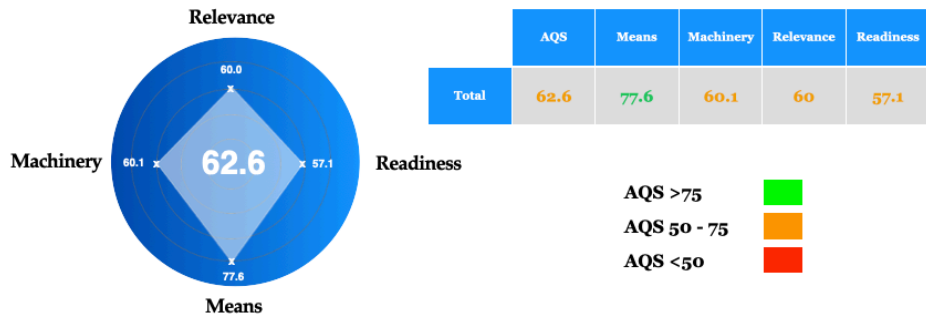 Relevance
60.0
Machinery
60.1
62.6
57.1
Readiness
77.6
Means
AQS Means Machinery Relevance Readiness
Total 62.6 77.6 60.1 60 57.1
AQS >75
AQS 50 - 75
AQS <50